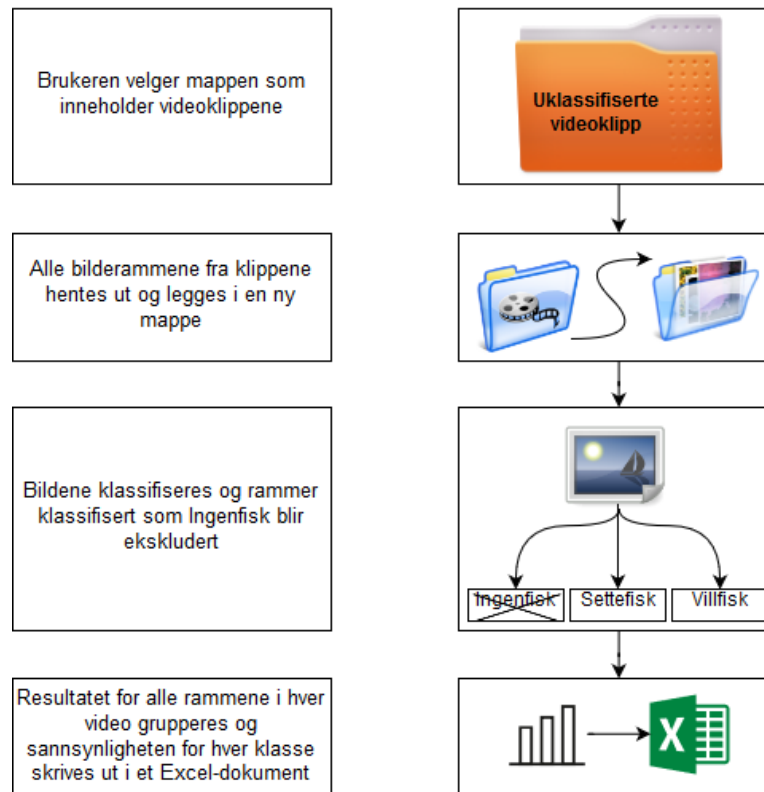 Brukeren velger mappen som
inneholder videoklippene
Uklassifiserte
videoklipp
Alle bilderammene fra klippene
hentes ut og legges i en ny
mappe
Bildene klassifiseres og rammer
klassifisert som Ingenfisk blir
ekskludert
Ingenfisk
Settefisk
Villfisk
Resultatet for alle rammene i hver
video grupperes og
sannsynligheten for hver klasse
skrives ut i et Excel-dokument
X